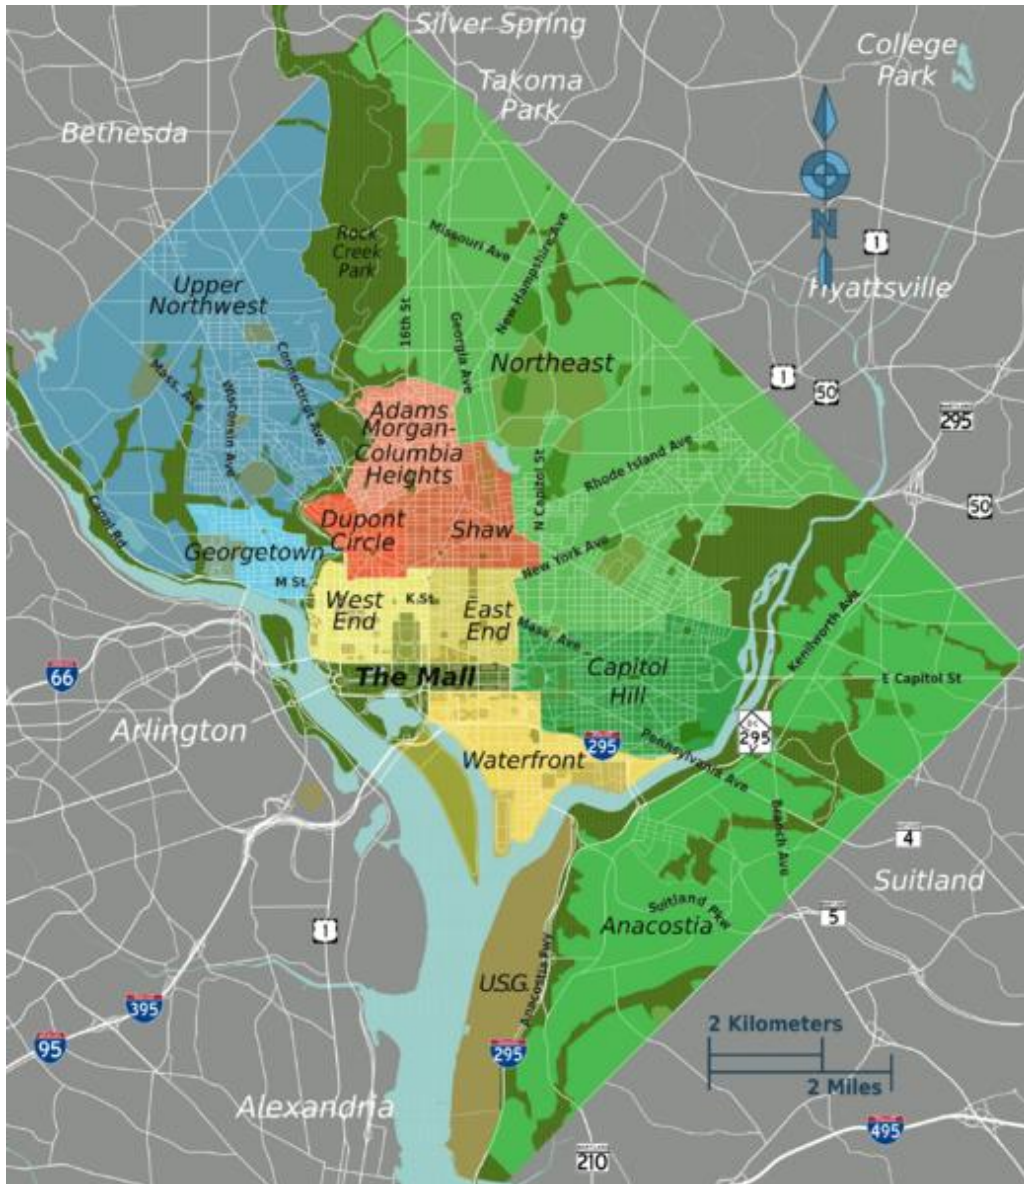 Silver Spring
College
Park
Takoma
Park
Bethesda
N
1
Rock
Creek
Park
Missouri Ave
New Hampshire Ave
Hyattsville
Upper
Northwest
16th St
Georgia Ave
Northeast
Mass. Ave
Wisconsin Ave
Connecticut Ave
1
50
295
Adams
Morgan-
Columbia
Heights
Rhode Island Ave
N Capitol St
50
Canal Rd
Dupont
Circle
Shaw
Georgetown
New York Ave
M St
K St
West
End
East
End
Mass. Ave
Kenilworth Ave
66
The Mall
Capitol
Hill
E Capitol St
Arlington
295
DC
295
Pennsylvania Ave
Waterfront
Branch Ave
4
Suitland
1
Suitland Pkw
5
Anacostia
U.S.G.
Anacostia Fwy
395
95
295
2 Kilometers
2 Miles
Alexandria
495
MARYLAND
210